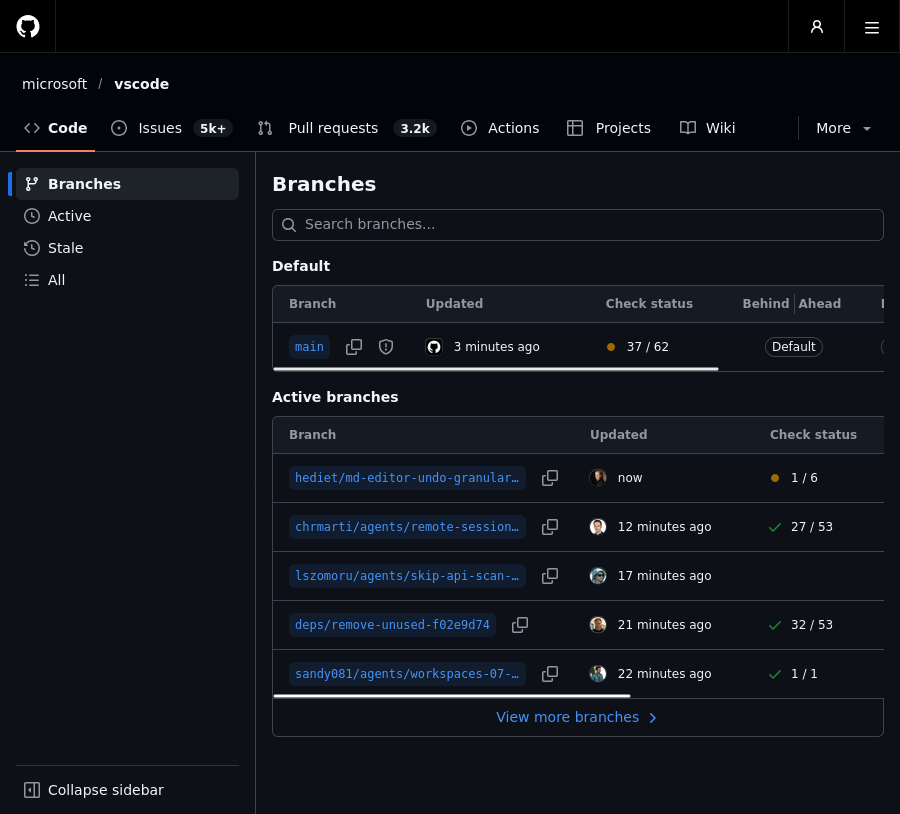 microsoft / vscode
Code Issues 5k+ Pull requests 3.2k Actions Projects Wiki More
Branches
Active
Stale
All
Collapse sidebar
Branches
Search branches...
Default
Branch Updated Check status Behind Ahead
main 3 minutes ago 37 / 62 Default
Active branches
Branch Updated Check status
hediet/md-editor-undo-granular… now 1 / 6
chrmarti/agents/remote-session… 12 minutes ago 27 / 53
lszomoru/agents/skip-api-scan-… 17 minutes ago
deps/remove-unused-f02e9d74 21 minutes ago 32 / 53
sandy081/agents/workspaces-07-… 22 minutes ago 1 / 1
View more branches